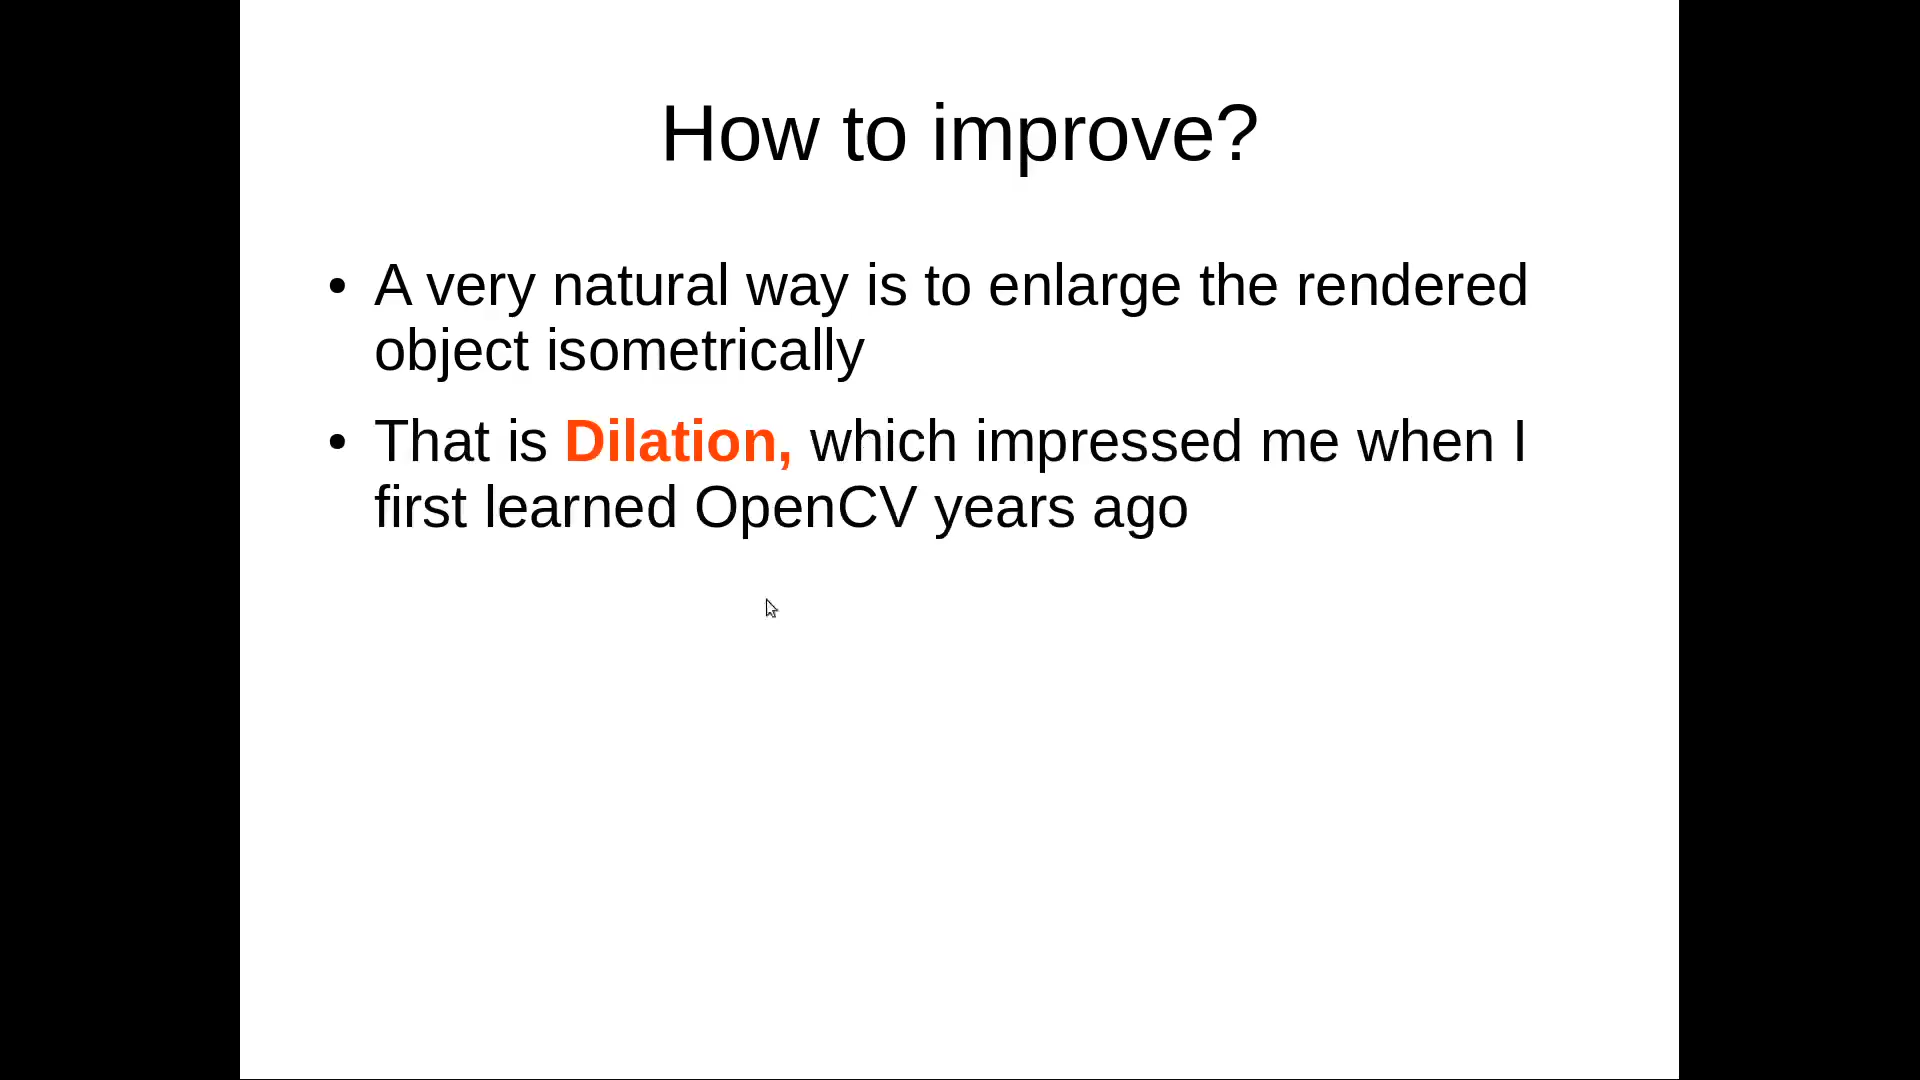 How to improve?
• A very natural way is to enlarge the rendered
object isometrically
• That is Dilation, which impressed me when I
first learned OpenCV years ago